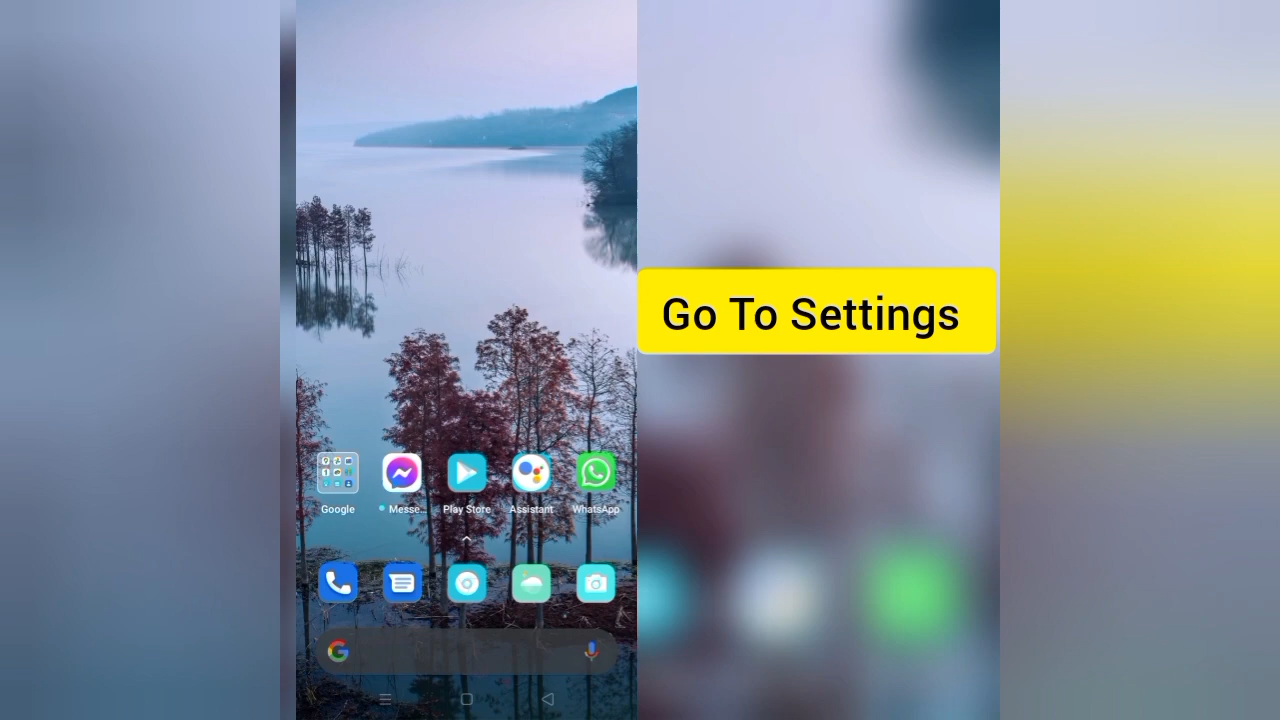 Go To Settings
Google
Messe...
Play Store
Assistant
WhatsApp